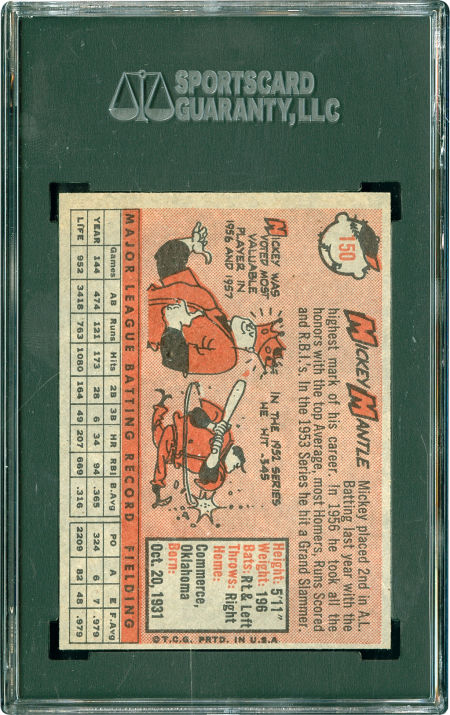 SPORTSCARD
GUARANTY, LLC
150
MICKEY MANTLE
Mickey placed 2nd in A.L.
Batting last year with the
highest mark of his career. In 1956 he took all the
honors with the top Average, most Homers, Runs Scored
and R.B.I.'s. In the 1953 Series he hit a Grand Slammer.
MICKEY WAS
VOTED MOST
VALUABLE
PLAYER IN
1956 AND 1957
IN THE 1952 SERIES
HE HIT .345
Height: 5'11"
Weight: 196
Bats: Rt & Left
Throws: Right
Home:
Commerce,
Oklahoma
Born:
Oct. 20, 1931
MAJOR LEAGUE BATTING RECORD FIELDING
Games AB Runs Hits 2B 3B HR RBI B.Avg PO A E F.Avg
YEAR 144 474 121 173 28 6 34 94 .365 324 6 7 .979
LIFE 952 3418 763 1080 164 49 207 669 .316 2209 82 48 .979
©T.C.G. PRTD. IN U.S.A